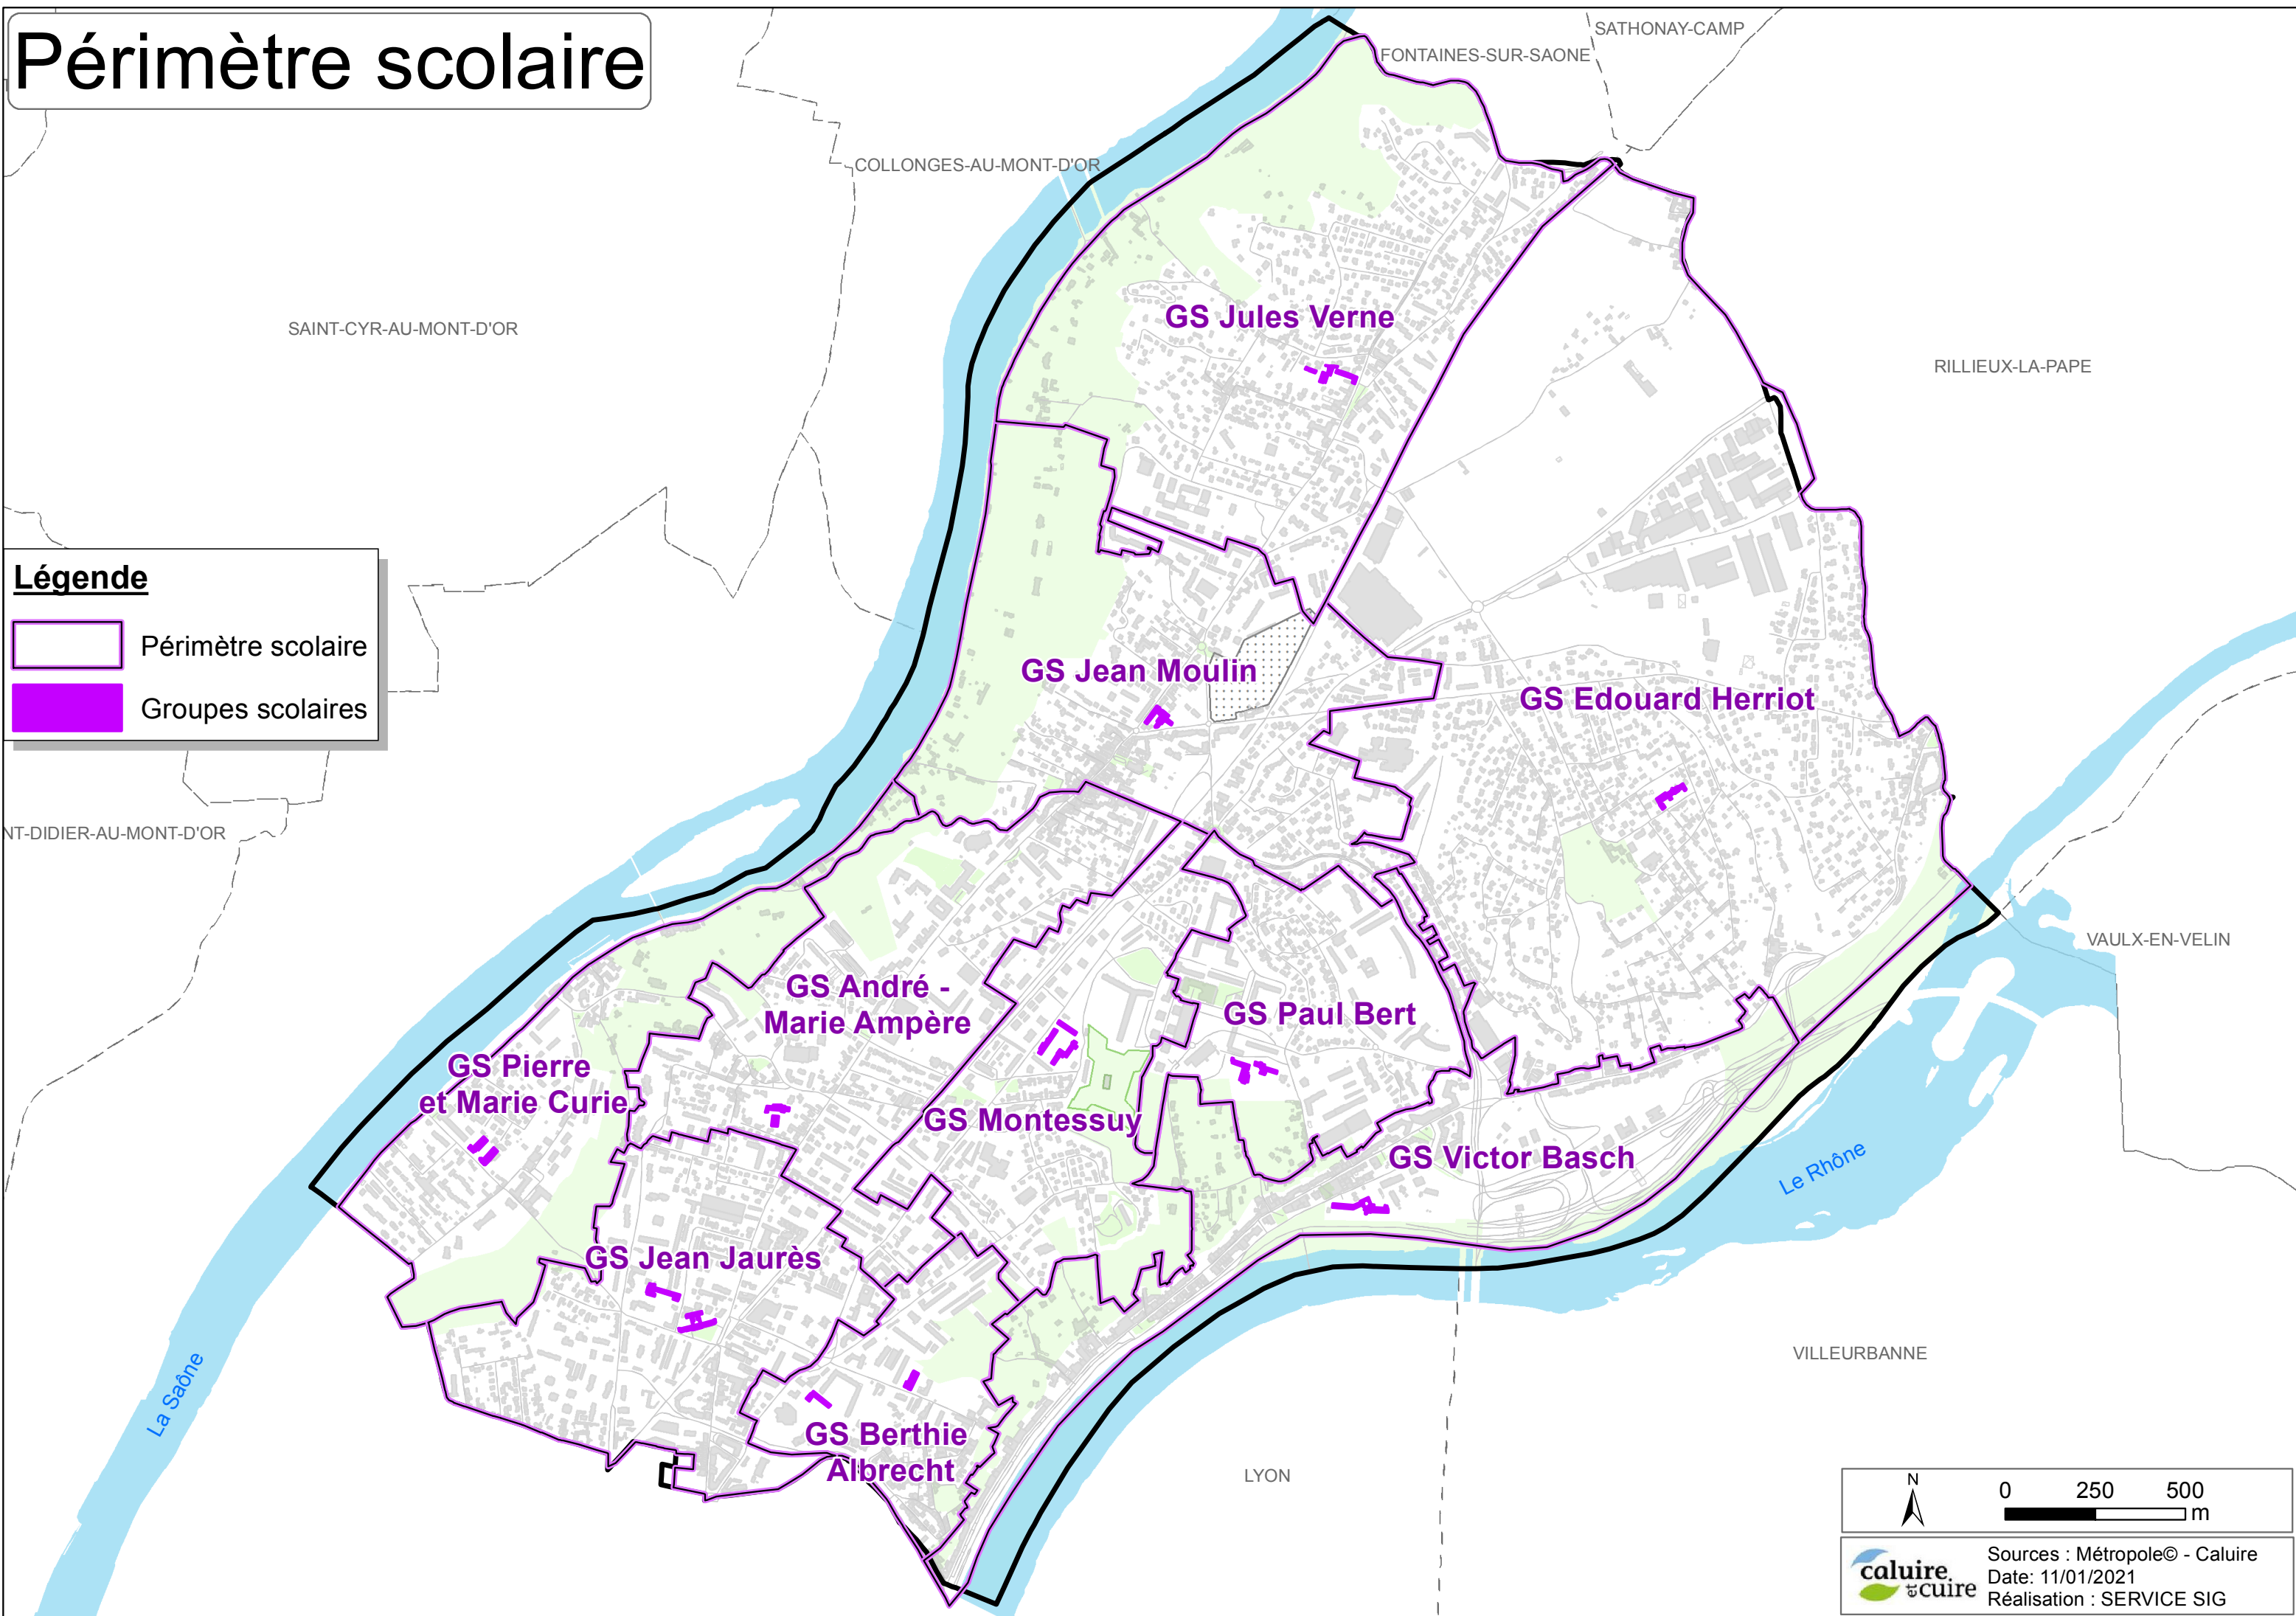 Périmètre scolaire
SATHONAY-CAMP
FONTAINES-SUR-SAONE
COLLONGES-AU-MONT-D'OR
SAINT-CYR-AU-MONT-D'OR
GS Jules Verne
RILLIEUX-LA-PAPE
Légende
Périmètre scolaire
Groupes scolaires
GS Jean Moulin
GS Edouard Herriot
NT-DIDIER-AU-MONT-D'OR
VAULX-EN-VELIN
GS André -
Marie Ampère
GS Paul Bert
GS Pierre
et Marie Curie
GS Montessuy
GS Victor Basch
Le Rhône
GS Jean Jaurès
La Saône
VILLEURBANNE
GS Berthie
Albrecht
LYON
N
0 250 500
m
caluire
et cuire
Sources : Métropole© - Caluire
Date: 11/01/2021
Réalisation : SERVICE SIG